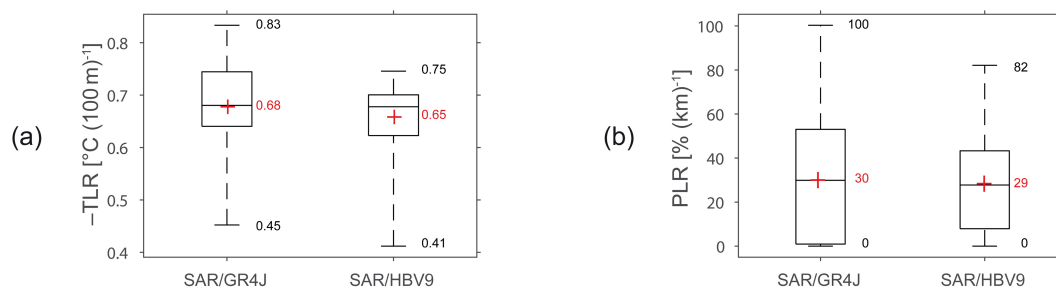 (a)
–TLR [°C (100 m)⁻¹]
0.8
0.7
0.6
0.5
0.4
0.83
0.68
0.45
0.75
0.65
0.41
SAR/GR4J
SAR/HBV9
(b)
PLR [% (km)⁻¹]
100
80
60
40
20
0
100
30
0
82
29
0
SAR/GR4J
SAR/HBV9